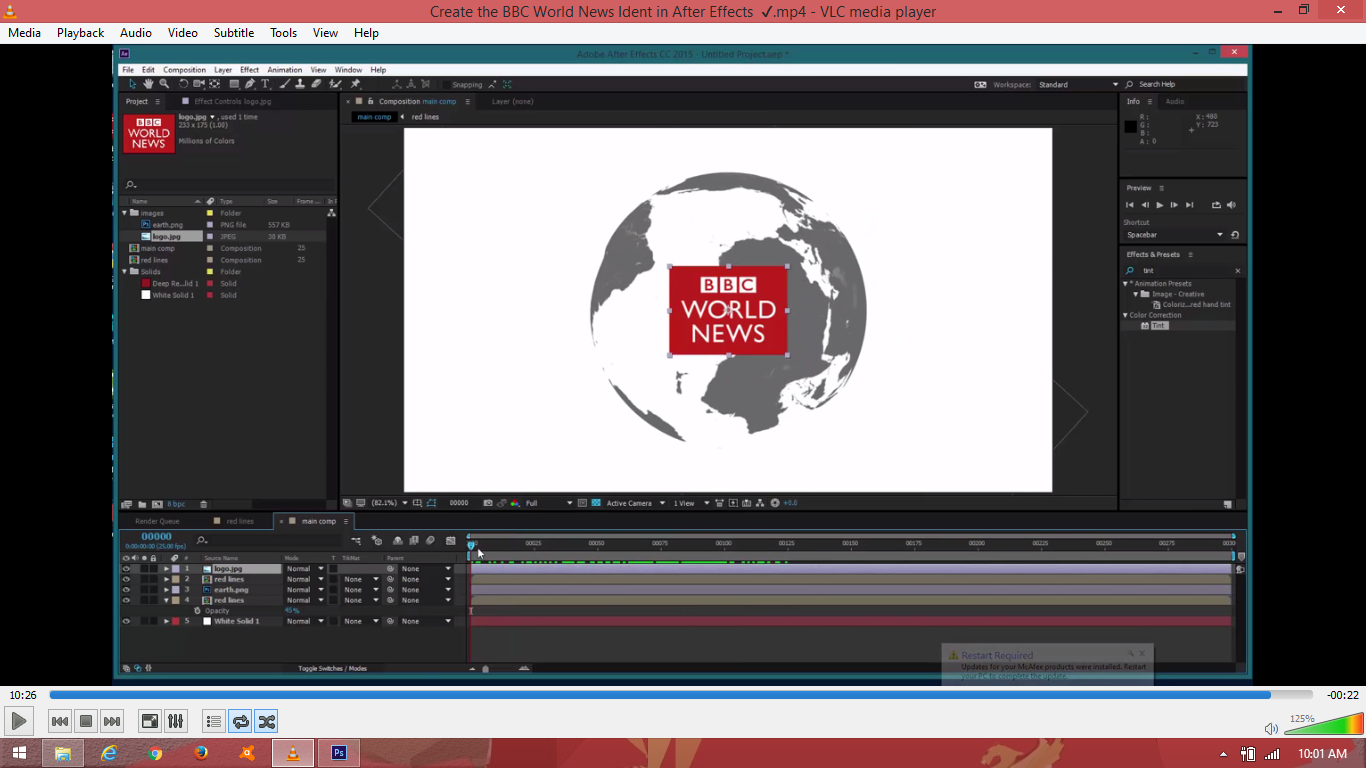 Create the BBC World News Ident in After Effects ✓.mp4 - VLC media player
Media Playback Audio Video Subtitle Tools View Help
Adobe After Effects CC 2015 - Untitled Project.aep *
File Edit Composition Layer Effect Animation View Window Help
Snapping Workspace: Standard Search Help
Project Effect Controls logo.jpg Composition main comp Layer (none) Info Audio
logo.jpg ▼, used 1 time
233 x 175 (1.00)
Millions of Colors
BBC
WORLD
NEWS
main comp red lines
R: X: 480
G: Y: 723
B:
A: 0
Name Type Size Frame ... In P
images Folder
earth.png PNG file 557 KB
logo.jpg JPEG 38 KB
main comp Composition 25
red lines Composition 25
Solids Folder
Deep Re...lid 1 Solid
White Solid 1 Solid
8 bpc
BBC
WORLD
NEWS
Preview
Shortcut
Spacebar
Effects & Presets
tint
* Animation Presets
Image - Creative
Coloriz...red hand tint
Color Correction
Tint
(82.1%) 00000 Full Active Camera 1 View +0.0
Render Queue red lines main comp
00000
0:00:00:00 (25.00 fps)
00025 00050 00075 00100 00125 00150 00175 00200 00225 00250 00275 0030
# Source Name Mode T TrkMat Parent
1 logo.jpg Normal None
2 red lines Normal None None
3 earth.png Normal None None
4 red lines Normal None None
Opacity 45%
5 White Solid 1 Normal None None
Toggle Switches / Modes
Restart Required
Updates for your McAfee products were installed. Restart
your PC to complete the update.
10:26 -00:22
125%
Ps
10:01 AM